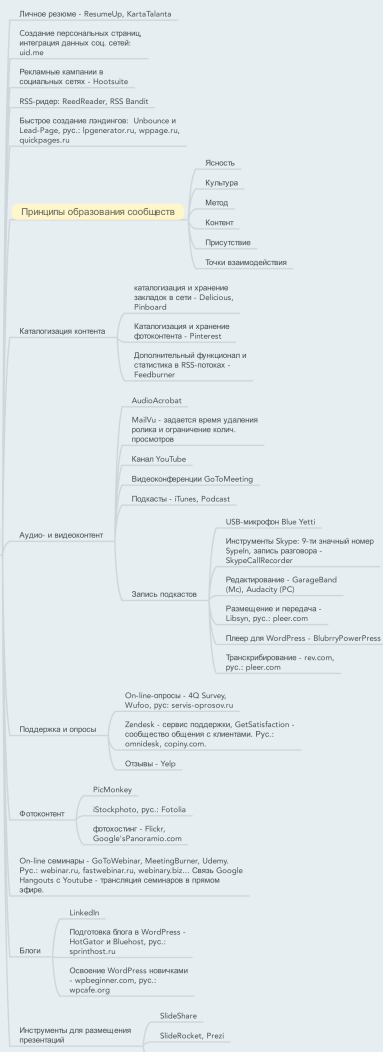 Личное резюме - ResumeUp, KartaTalanta
Создание персональных страниц,
интеграция данных соц. сетей:
uid.me
Рекламные кампании в
социальных сетях - Hootsuite
RSS-ридер: ReedReader, RSS Bandit
Быстрое создание лэндингов: Unbounce и
Lead-Page, рус.: lpgenerator.ru, wppage.ru,
quickpages.ru
Принципы образования сообществ
Ясность
Культура
Метод
Контент
Присутствие
Точки взаимодействия
Каталогизация контента
каталогизация и хранение
закладок в сети - Delicious,
Pinboard
Каталогизация и хранение
фотоконтента - Pinterest
Дополнительный функционал и
статистика в RSS-потоках -
Feedburner
Аудио- и видеоконтент
AudioAcrobat
MailVu - задается время удаления
ролика и ограничение колич.
просмотров
Канал YouTube
Видеоконференции GoToMeeting
Подкасты - iTunes, Podcast
Запись подкастов
USB-микрофон Blue Yetti
Инструменты Skype: 9-ти значный номер
SypeIn, запись разговора -
SkypeCallRecorder
Редактирование - GarageBand
(Mc), Audacity (PC)
Размещение и передача -
Libsyn, рус.: pleer.com
Плеер для WordPress - BlubrryPowerPress
Транскрибирование - rev.com,
рус.: pleer.com
Поддержка и опросы
On-line-опросы - 4Q Survey,
Wufoo, рус: servis-oprosov.ru
Zendesk - сервис поддержки, GetSatisfaction -
сообщество общения с клиентами. Рус.:
omnidesk, copiny.com.
Отзывы - Yelp
Фотоконтент
PicMonkey
iStockphoto, рус.: Fotolia
фотохостинг - Flickr,
Google'sPanoramio.com
On-line семинары - GoToWebinar, MeetingBurner, Udemy.
Рус.: webinar.ru, fastwebinar.ru, webinary.biz... Связь Google
Hangouts с Youtube - трансляция семинаров в прямом
эфире.
Блоги
LinkedIn
Подготовка блога в WordPress -
HotGator и Bluehost, рус.:
sprinthost.ru
Освоение WordPress новичками
- wpbeginner.com, рус.:
wpcafe.org
Инструменты для размещения
презентаций
SlideShare
SlideRocket, Prezi